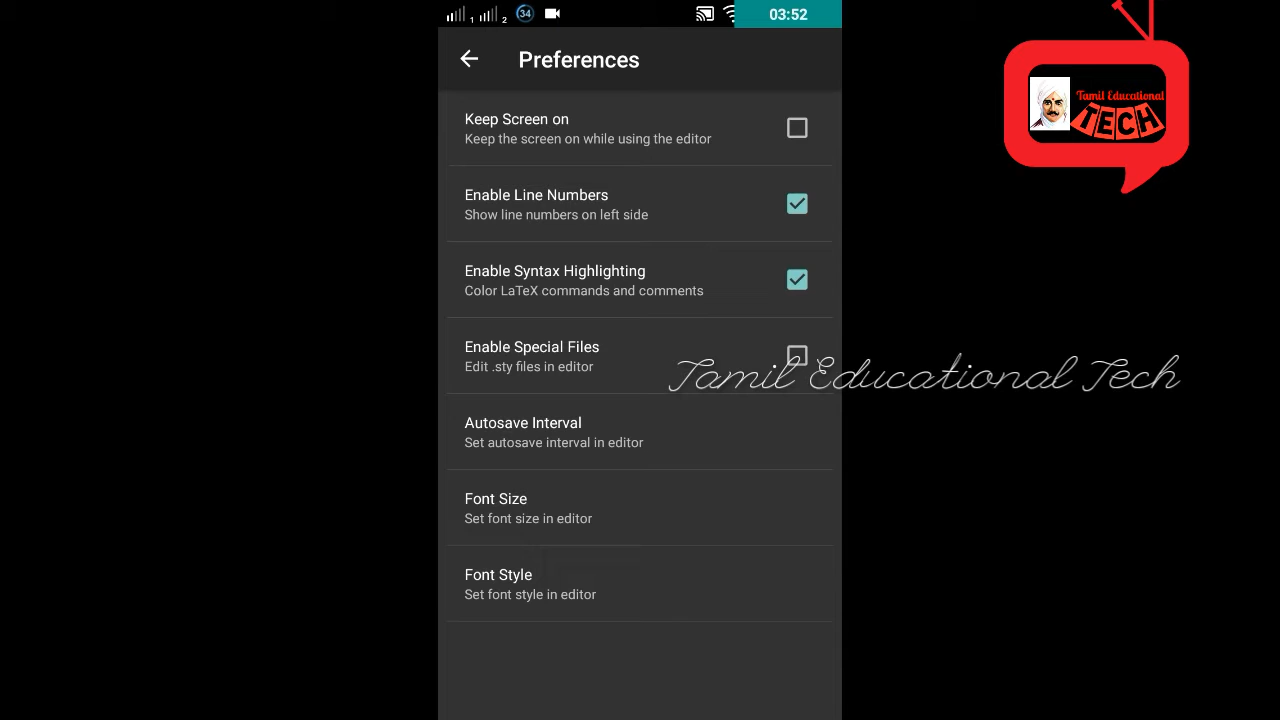 1 2 34 03:52
Preferences
Tamil Educational
TECH
Keep Screen on
Keep the screen on while using the editor
Enable Line Numbers
Show line numbers on left side
Enable Syntax Highlighting
Color LaTeX commands and comments
Enable Special Files
Edit .sty files in editor
Tamil Educational Tech
Autosave Interval
Set autosave interval in editor
Font Size
Set font size in editor
Font Style
Set font style in editor